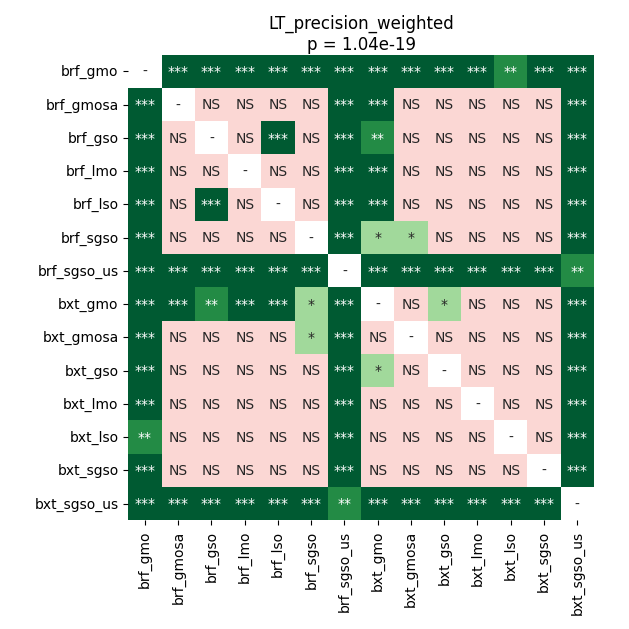 LT_precision_weighted
p = 1.04e-19
brf_gmo - *** *** *** *** *** *** *** *** *** *** ** *** ***
brf_gmosa *** - NS NS NS NS *** *** NS NS NS NS NS ***
brf_gso *** NS - NS *** NS *** ** NS NS NS NS NS ***
brf_lmo *** NS NS - NS NS *** *** NS NS NS NS NS ***
brf_lso *** NS *** NS - NS *** *** NS NS NS NS NS ***
brf_sgso *** NS NS NS NS - *** * * NS NS NS NS ***
brf_sgso_us *** *** *** *** *** *** - *** *** *** *** *** *** **
bxt_gmo *** *** ** *** *** * *** - NS * NS NS NS ***
bxt_gmosa *** NS NS NS NS * *** NS - NS NS NS NS ***
bxt_gso *** NS NS NS NS NS *** * NS - NS NS NS ***
bxt_lmo *** NS NS NS NS NS *** NS NS NS - NS NS ***
bxt_lso ** NS NS NS NS NS *** NS NS NS NS - NS ***
bxt_sgso *** NS NS NS NS NS *** NS NS NS NS NS - ***
bxt_sgso_us *** *** *** *** *** *** ** *** *** *** *** *** *** -
brf_gmo brf_gmosa brf_gso brf_lmo brf_lso brf_sgso brf_sgso_us bxt_gmo bxt_gmosa bxt_gso bxt_lmo bxt_lso bxt_sgso bxt_sgso_us